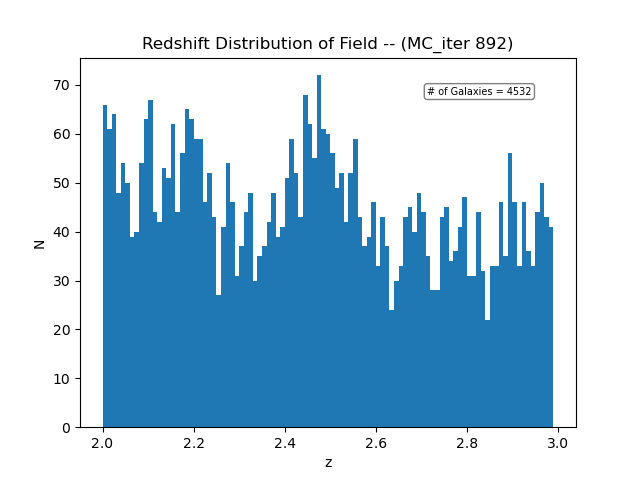 Redshift Distribution of Field -- (MC_iter 892)
# of Galaxies = 4532
N
70
60
50
40
30
20
10
0
2.0 2.2 2.4 2.6 2.8 3.0
z